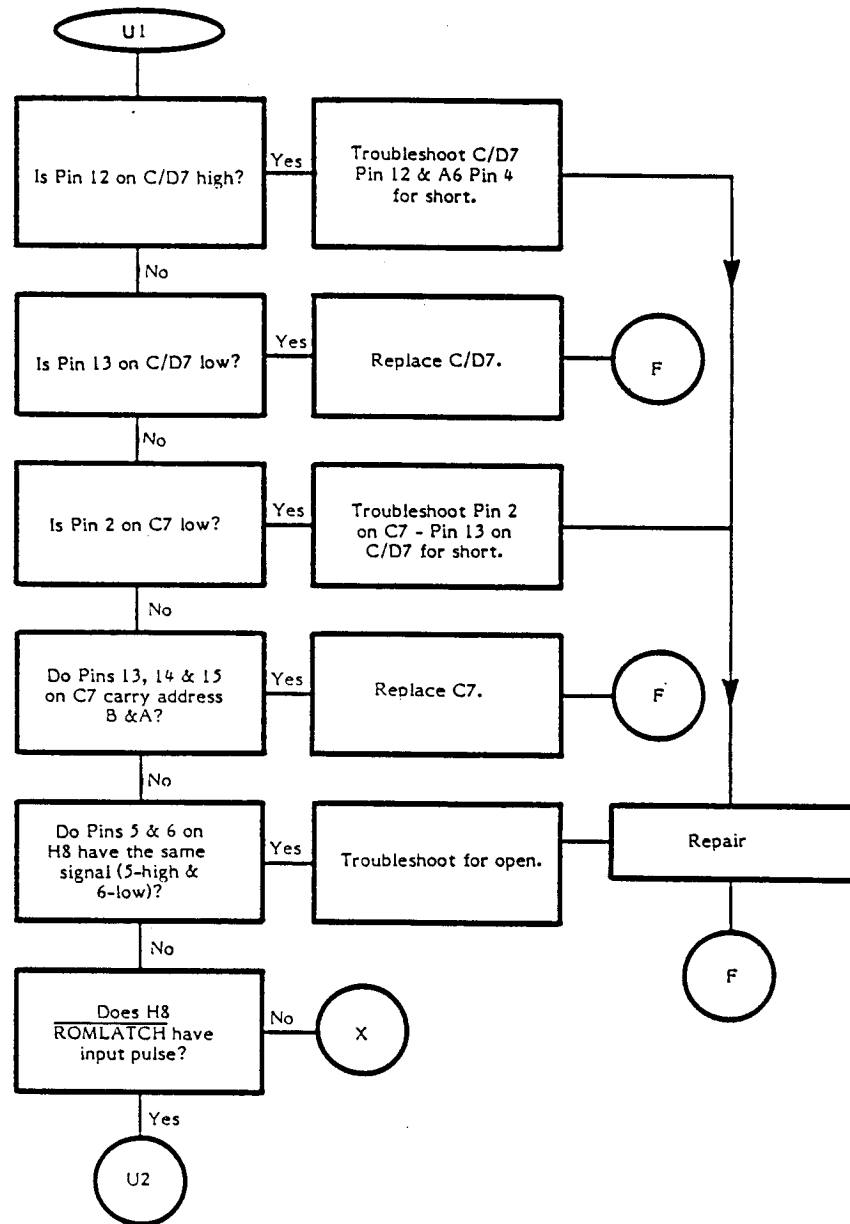 U1
Is Pin 12 on C/D7 high?
Yes
Troubleshoot C/D7
Pin 12 & A6 Pin 4
for short.
No
Is Pin 13 on C/D7 low?
Yes
Replace C/D7.
F
No
Is Pin 2 on C7 low?
Yes
Troubleshoot Pin 2
on C7 - Pin 13 on
C/D7 for short.
No
Do Pins 13, 14 & 15
on C7 carry address
B &A?
Yes
Replace C7.
F
No
Do Pins 5 & 6 on
H8 have the same
signal (5-high &
6-low)?
Yes
Troubleshoot for open.
Repair
F
No
Does H8
ROMLATCH have
input pulse?
No
X
Yes
U2